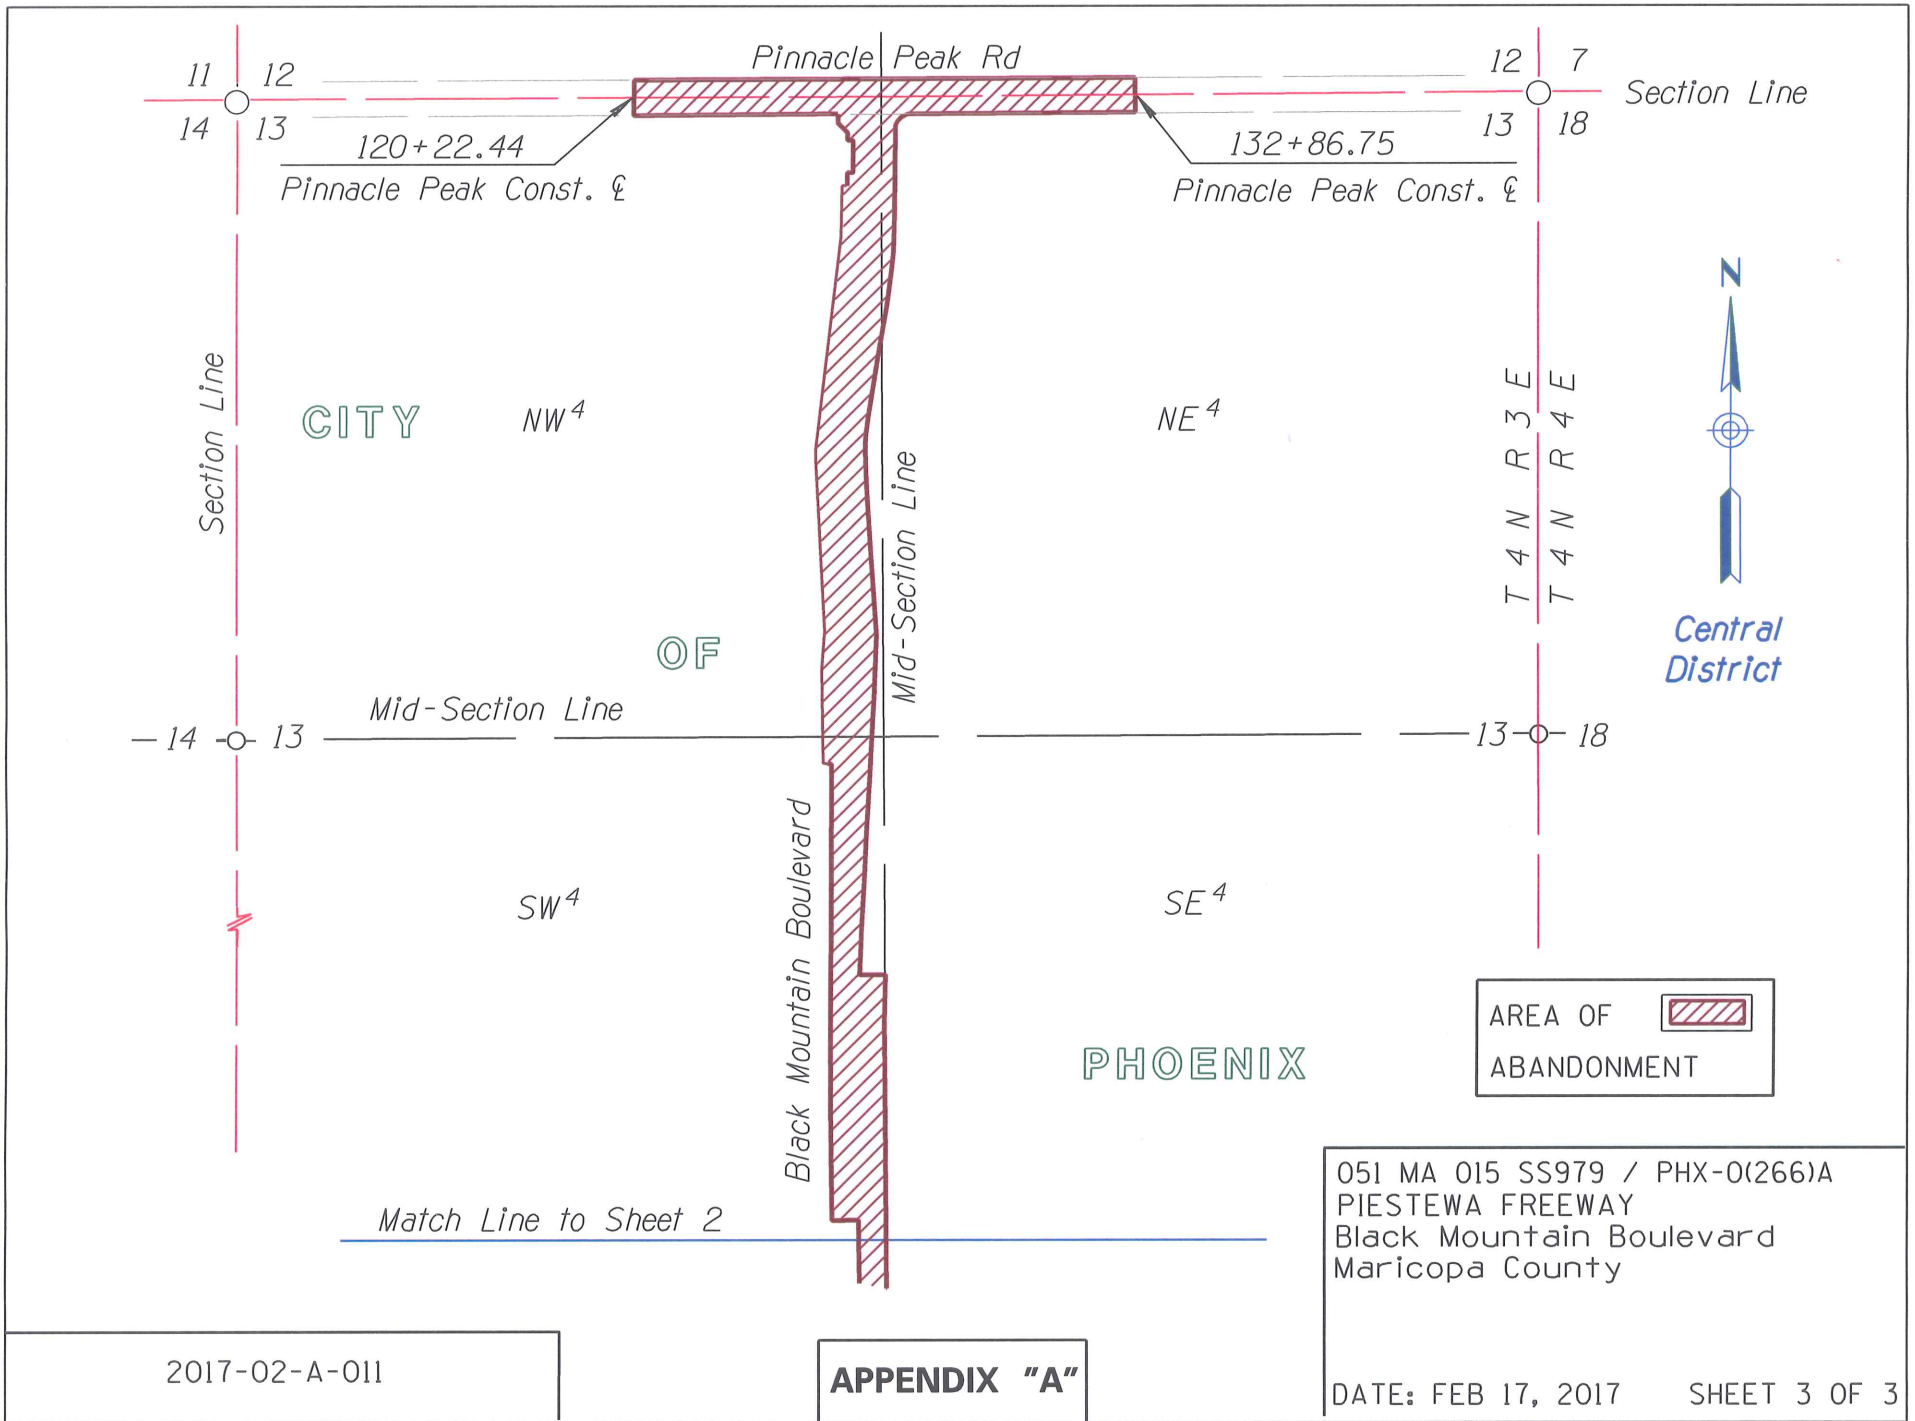 Pinnacle Peak Rd
11 12
14 13
12 7
13 18
Section Line
120+22.44
Pinnacle Peak Const. ℄
132+86.75
Pinnacle Peak Const. ℄
N
Section Line
CITY
NW4
NE4
T 4 N R 3 E
T 4 N R 4 E
Mid-Section Line
OF
Central
District
Mid-Section Line
14 13
13 18
Black Mountain Boulevard
SW4
SE4
AREA OF
ABANDONMENT
PHOENIX
Match Line to Sheet 2
051 MA 015 SS979 / PHX-0(266)A
PIESTEWA FREEWAY
Black Mountain Boulevard
Maricopa County
DATE: FEB 17, 2017 SHEET 3 OF 3
2017-02-A-011
APPENDIX "A"